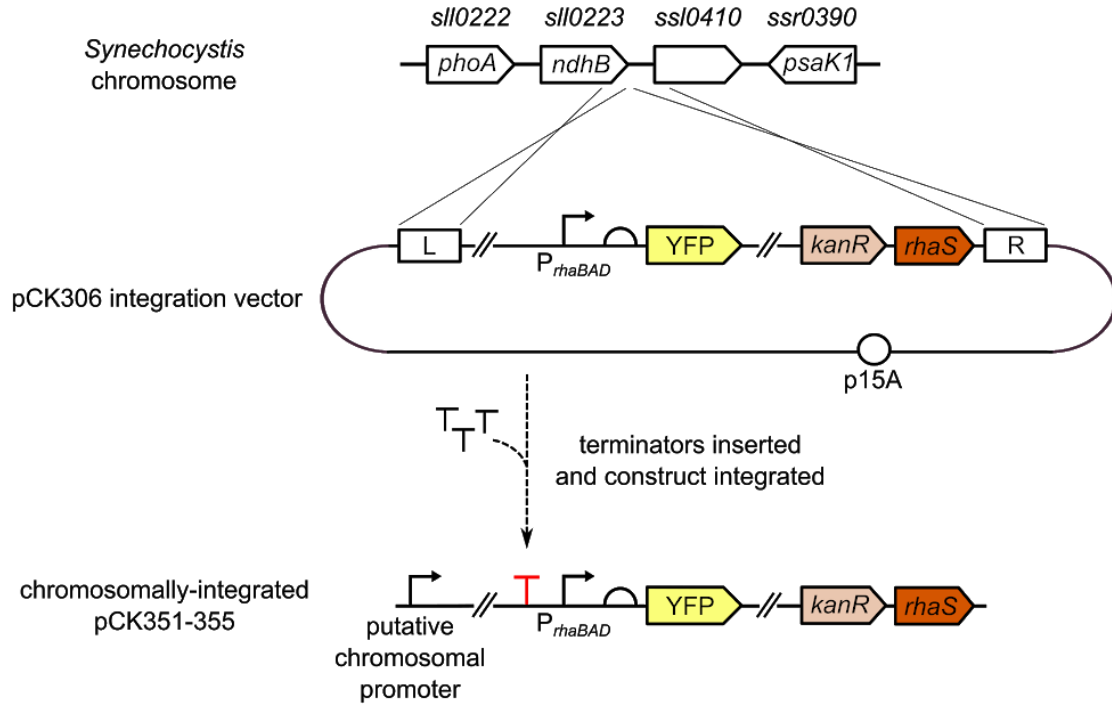 sll0222 sll0223 ssl0410 ssr0390
Synechocystis
chromosome
phoA ndhB psaK1
L YFP kanR rhaS R
PrhaBAD
pCK306 integration vector
p15A
T T T
terminators inserted
and construct integrated
chromosomally-integrated
pCK351-355
T
YFP kanR rhaS
PrhaBAD
putative
chromosomal
promoter